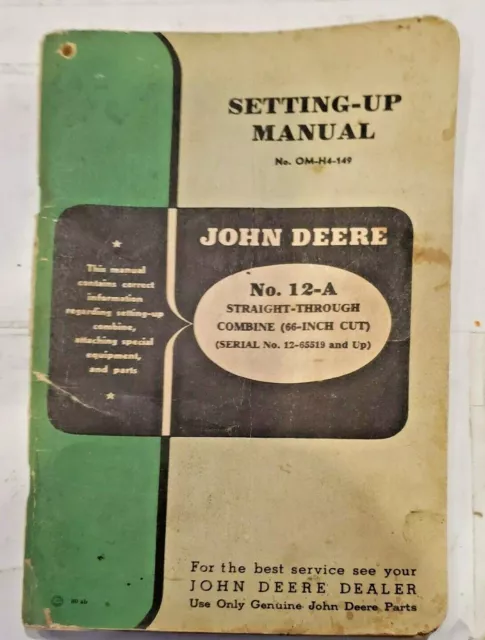 SETTING-UP
MANUAL
No. OM-H4-149
JOHN DEERE
No. 12-A
STRAIGHT-THROUGH
COMBINE (66-INCH CUT)
(SERIAL No. 12-65519 and Up)
This manual
contains correct
information
regarding setting-up
combine,
attaching special
equipment,
and parts
For the best service see your
JOHN DEERE DEALER
Use Only Genuine John Deere Parts